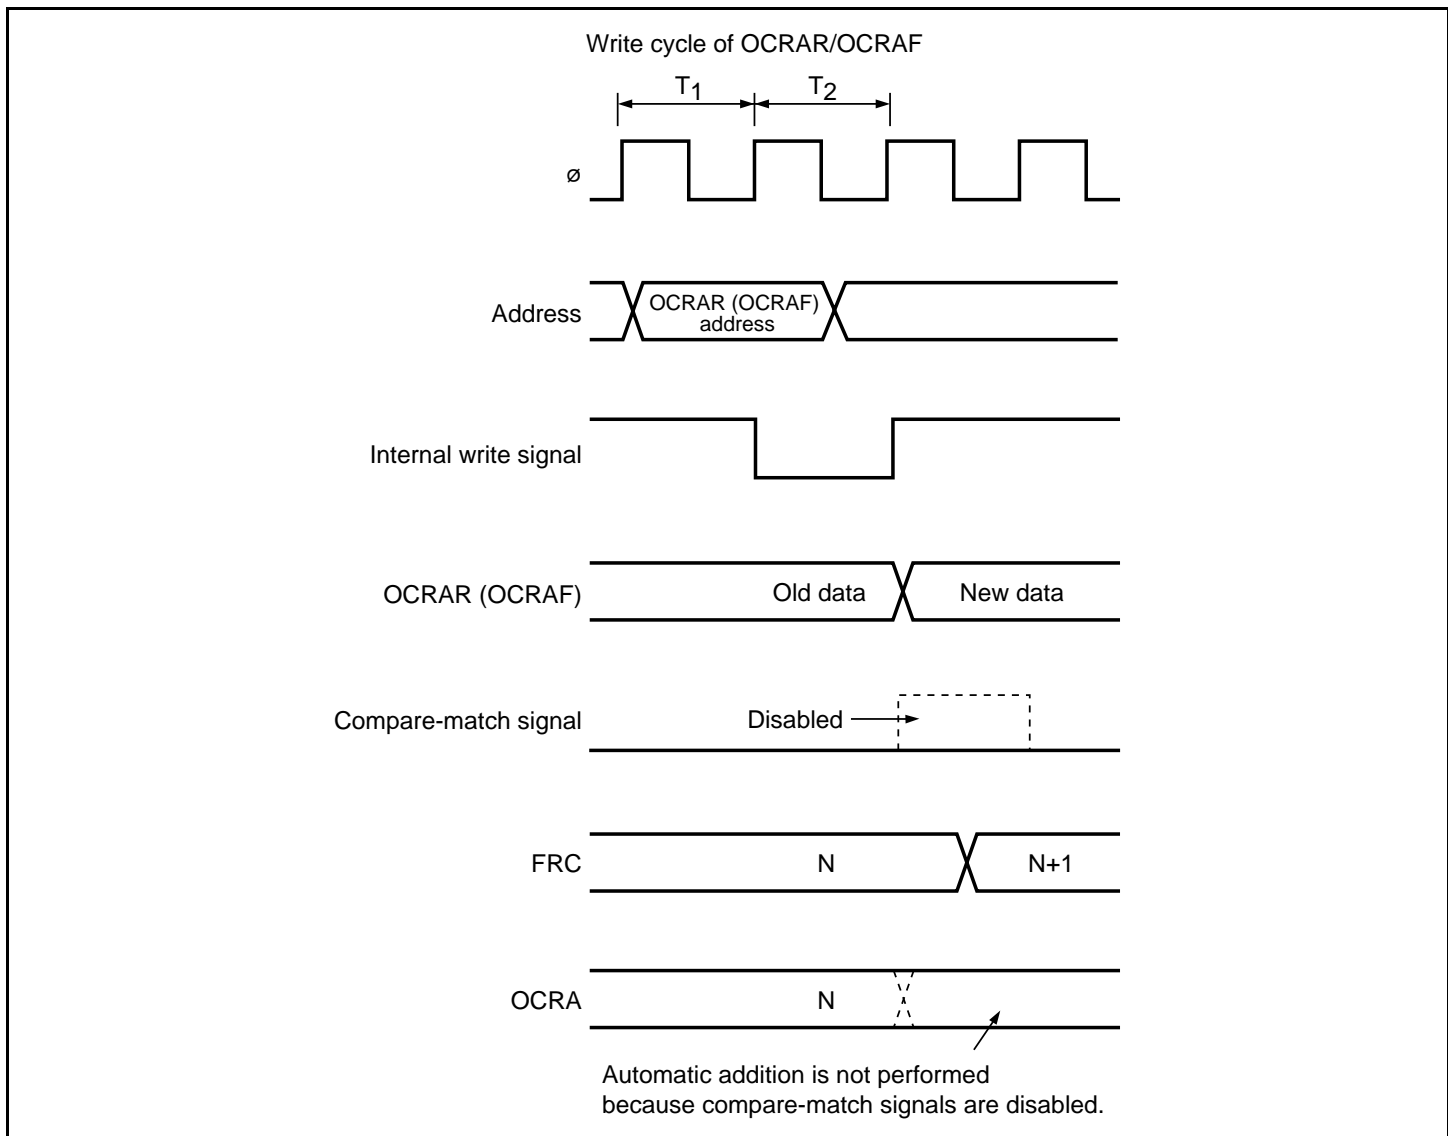 Write cycle of OCRAR/OCRAF
T1 T2
ø
Address
OCRAR (OCRAF)
address
Internal write signal
OCRAR (OCRAF) Old data New data
Compare-match signal Disabled
FRC N N+1
OCRA N
Automatic addition is not performed
because compare-match signals are disabled.